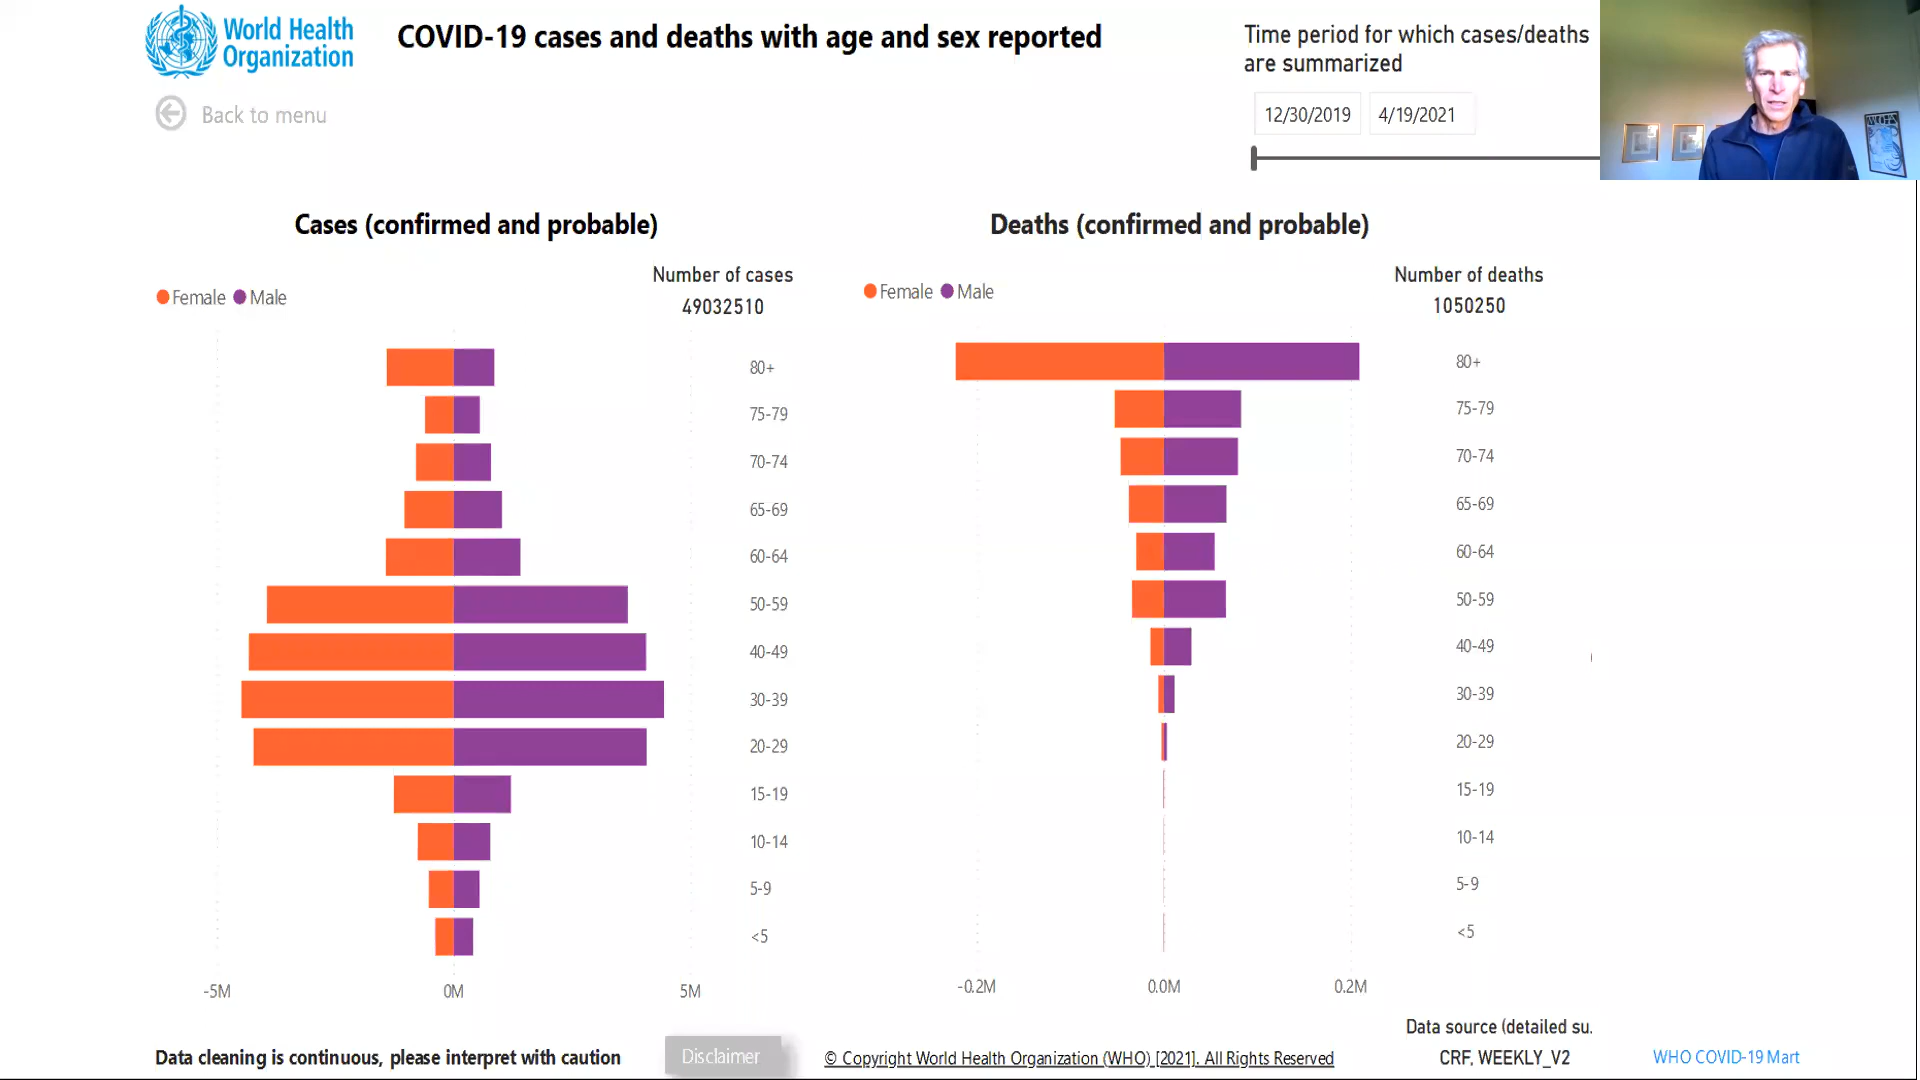 World Health
Organization
COVID-19 cases and deaths with age and sex reported
Time period for which cases/deaths
are summarized
Back to menu
12/30/2019
4/19/2021
Cases (confirmed and probable)
Female
Male
Number of cases
49032510
80+
75-79
70-74
65-69
60-64
50-59
40-49
30-39
20-29
15-19
10-14
5-9
<5
-5M
0M
5M
Deaths (confirmed and probable)
Female
Male
Number of deaths
1050250
80+
75-79
70-74
65-69
60-64
50-59
40-49
30-39
20-29
15-19
10-14
5-9
<5
-0.2M
0.0M
0.2M
Data source (detailed su.
CRF, WEEKLY_V2
Data cleaning is continuous, please interpret with caution
Disclaimer
© Copyright World Health Organization (WHO) [2021]. All Rights Reserved
WHO COVID-19 Mart